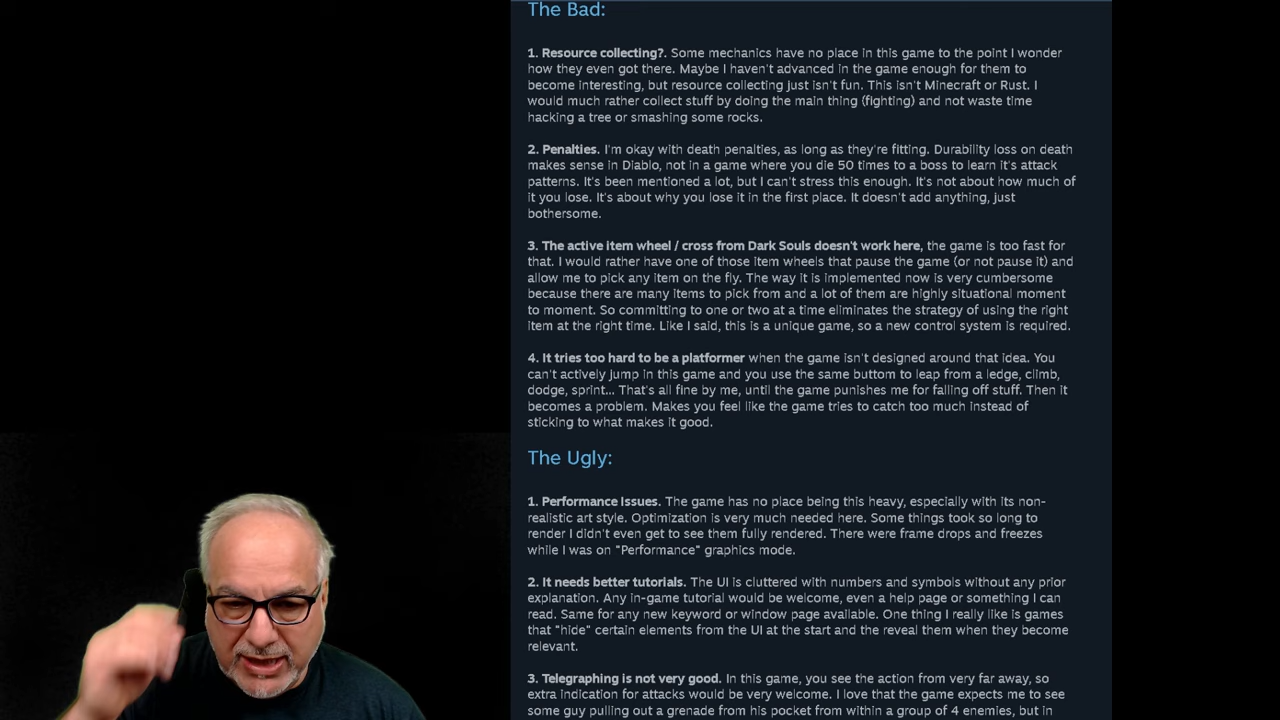 The Bad:
1. Resource collecting?. Some mechanics have no place in this game to the point I wonder
how they even got there. Maybe I haven't advanced in the game enough for them to
become interesting, but resource collecting just isn't fun. This isn't Minecraft or Rust. I
would much rather collect stuff by doing the main thing (fighting) and not waste time
hacking a tree or smashing some rocks.
2. Penalties. I'm okay with death penalties, as long as they're fitting. Durability loss on death
makes sense in Diablo, not in a game where you die 50 times to a boss to learn it's attack
patterns. It's been mentioned a lot, but I can't stress this enough. It's not about how much of
it you lose. It's about why you lose it in the first place. It doesn't add anything, just
bothersome.
3. The active item wheel / cross from Dark Souls doesn't work here, the game is too fast for
that. I would rather have one of those item wheels that pause the game (or not pause it) and
allow me to pick any item on the fly. The way it is implemented now is very cumbersome
because there are many items to pick from and a lot of them are highly situational moment
to moment. So committing to one or two at a time eliminates the strategy of using the right
item at the right time. Like I said, this is a unique game, so a new control system is required.
4. It tries too hard to be a platformer when the game isn't designed around that idea. You
can't actively jump in this game and you use the same buttom to leap from a ledge, climb,
dodge, sprint... That's all fine by me, until the game punishes me for falling off stuff. Then it
becomes a problem. Makes you feel like the game tries to catch too much instead of
sticking to what makes it good.
The Ugly:
1. Performance Issues. The game has no place being this heavy, especially with its non-
realistic art style. Optimization is very much needed here. Some things took so long to
render I didn't even get to see them fully rendered. There were frame drops and freezes
while I was on "Performance" graphics mode.
2. It needs better tutorials. The UI is cluttered with numbers and symbols without any prior
explanation. Any in-game tutorial would be welcome, even a help page or something I can
read. Same for any new keyword or window page available. One thing I really like is games
that "hide" certain elements from the UI at the start and the reveal them when they become
relevant.
3. Telegraphing is not very good. In this game, you see the action from very far away, so
extra indication for attacks would be very welcome. I love that the game expects me to see
some guy pulling out a grenade from his pocket from within a group of 4 enemies, but in